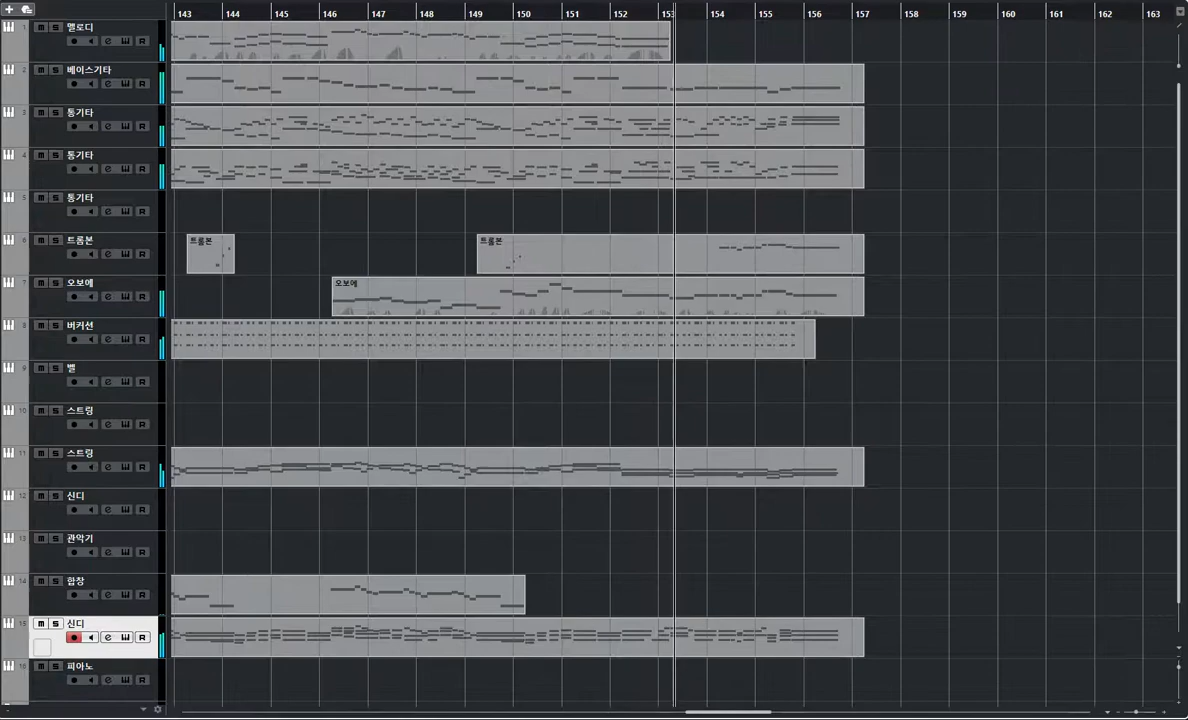 143 144 145 146 147 148 149 150 151 152 153 154 155 156 157 158 159 160 161 162 163
1 m S 멜로디
e R
2 m S 베이스기타
e R
3 m S 통기타
e R
4 m S 통기타
e R
5 m S 통기타
e R
6 m S 트롬본 트롬본 트롬본
e R
7 m S 오보에 오보에
e R
8 m S 버커션
e R
9 m S 벨
e R
10 m S 스트링
e R
11 m S 스트링
e R
12 m S 신디
e R
13 m S 관악기
e R
14 m S 합창
e R
15 m S 신디
e R
16 m S 피아노
e R